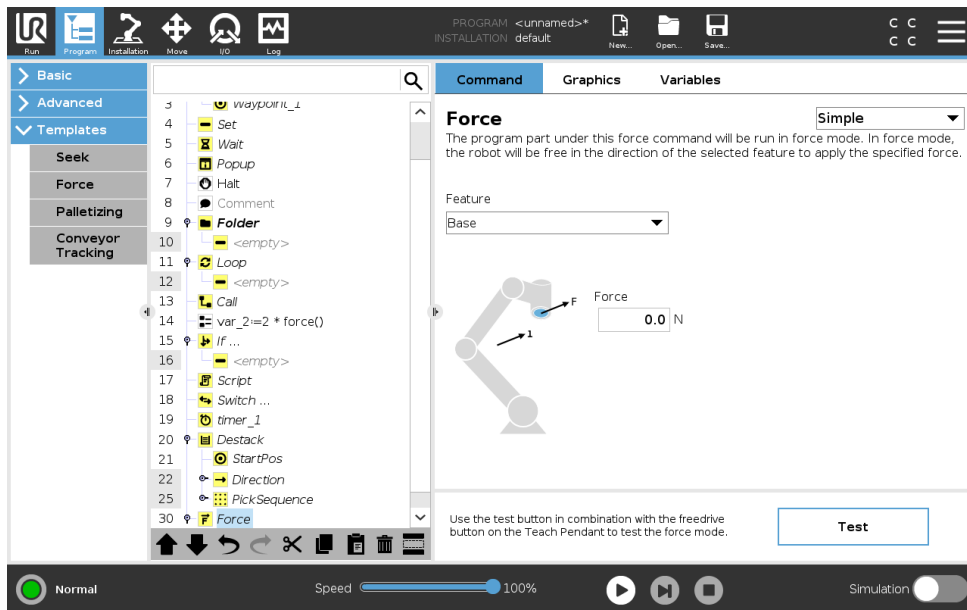 UR
Run
Program
Installation
Move
I/O
Log
PROGRAM <unnamed>*
INSTALLATION default
New...
Open...
Save...
C C
C C
Basic
Advanced
Templates
Seek
Force
Palletizing
Conveyor
Tracking
3 Waypoint_1
4 Set
5 Wait
6 Popup
7 Halt
8 Comment
9 Folder
10 <empty>
11 Loop
12 <empty>
13 Call
14 var_2:=2 * force()
15 If ...
16 <empty>
17 Script
18 Switch ...
19 timer_1
20 Destack
21 StartPos
22 Direction
25 PickSequence
30 Force
Command Graphics Variables
Force
Simple
The program part under this force command will be run in force mode. In force mode,
the robot will be free in the direction of the selected feature to apply the specified force.
Feature
Base
F
1
Force
0.0 N
Use the test button in combination with the freedrive
button on the Teach Pendant to test the force mode.
Test
Normal
Speed 100%
Simulation